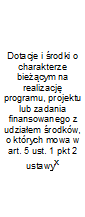 Dotacje i środki o
charakterze
bieżącym na
realizację
programu, projektu
lub zadania
finansowanego z
udziałem środków,
o których mowa w
art. 5 ust. 1 pkt 2
ustawy x